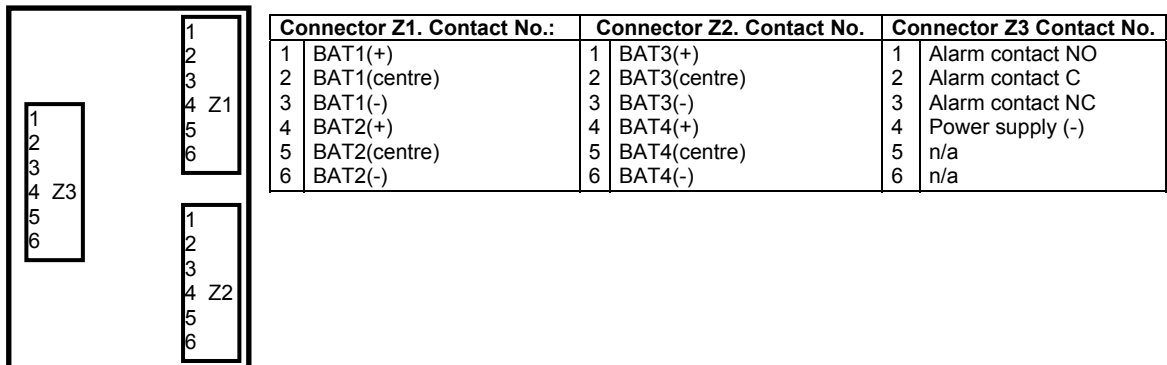 1
2
3
4 Z1
5
6
1
2
3
4 Z3
5
6
1
2
3
4 Z2
5
6
Connector Z1. Contact No.: Connector Z2. Contact No. Connector Z3 Contact No.
1 BAT1(+) 1 BAT3(+) 1 Alarm contact NO
2 BAT1(centre) 2 BAT3(centre) 2 Alarm contact C
3 BAT1(-) 3 BAT3(-) 3 Alarm contact NC
4 BAT2(+) 4 BAT4(+) 4 Power supply (-)
5 BAT2(centre) 5 BAT4(centre) 5 n/a
6 BAT2(-) 6 BAT4(-) 6 n/a